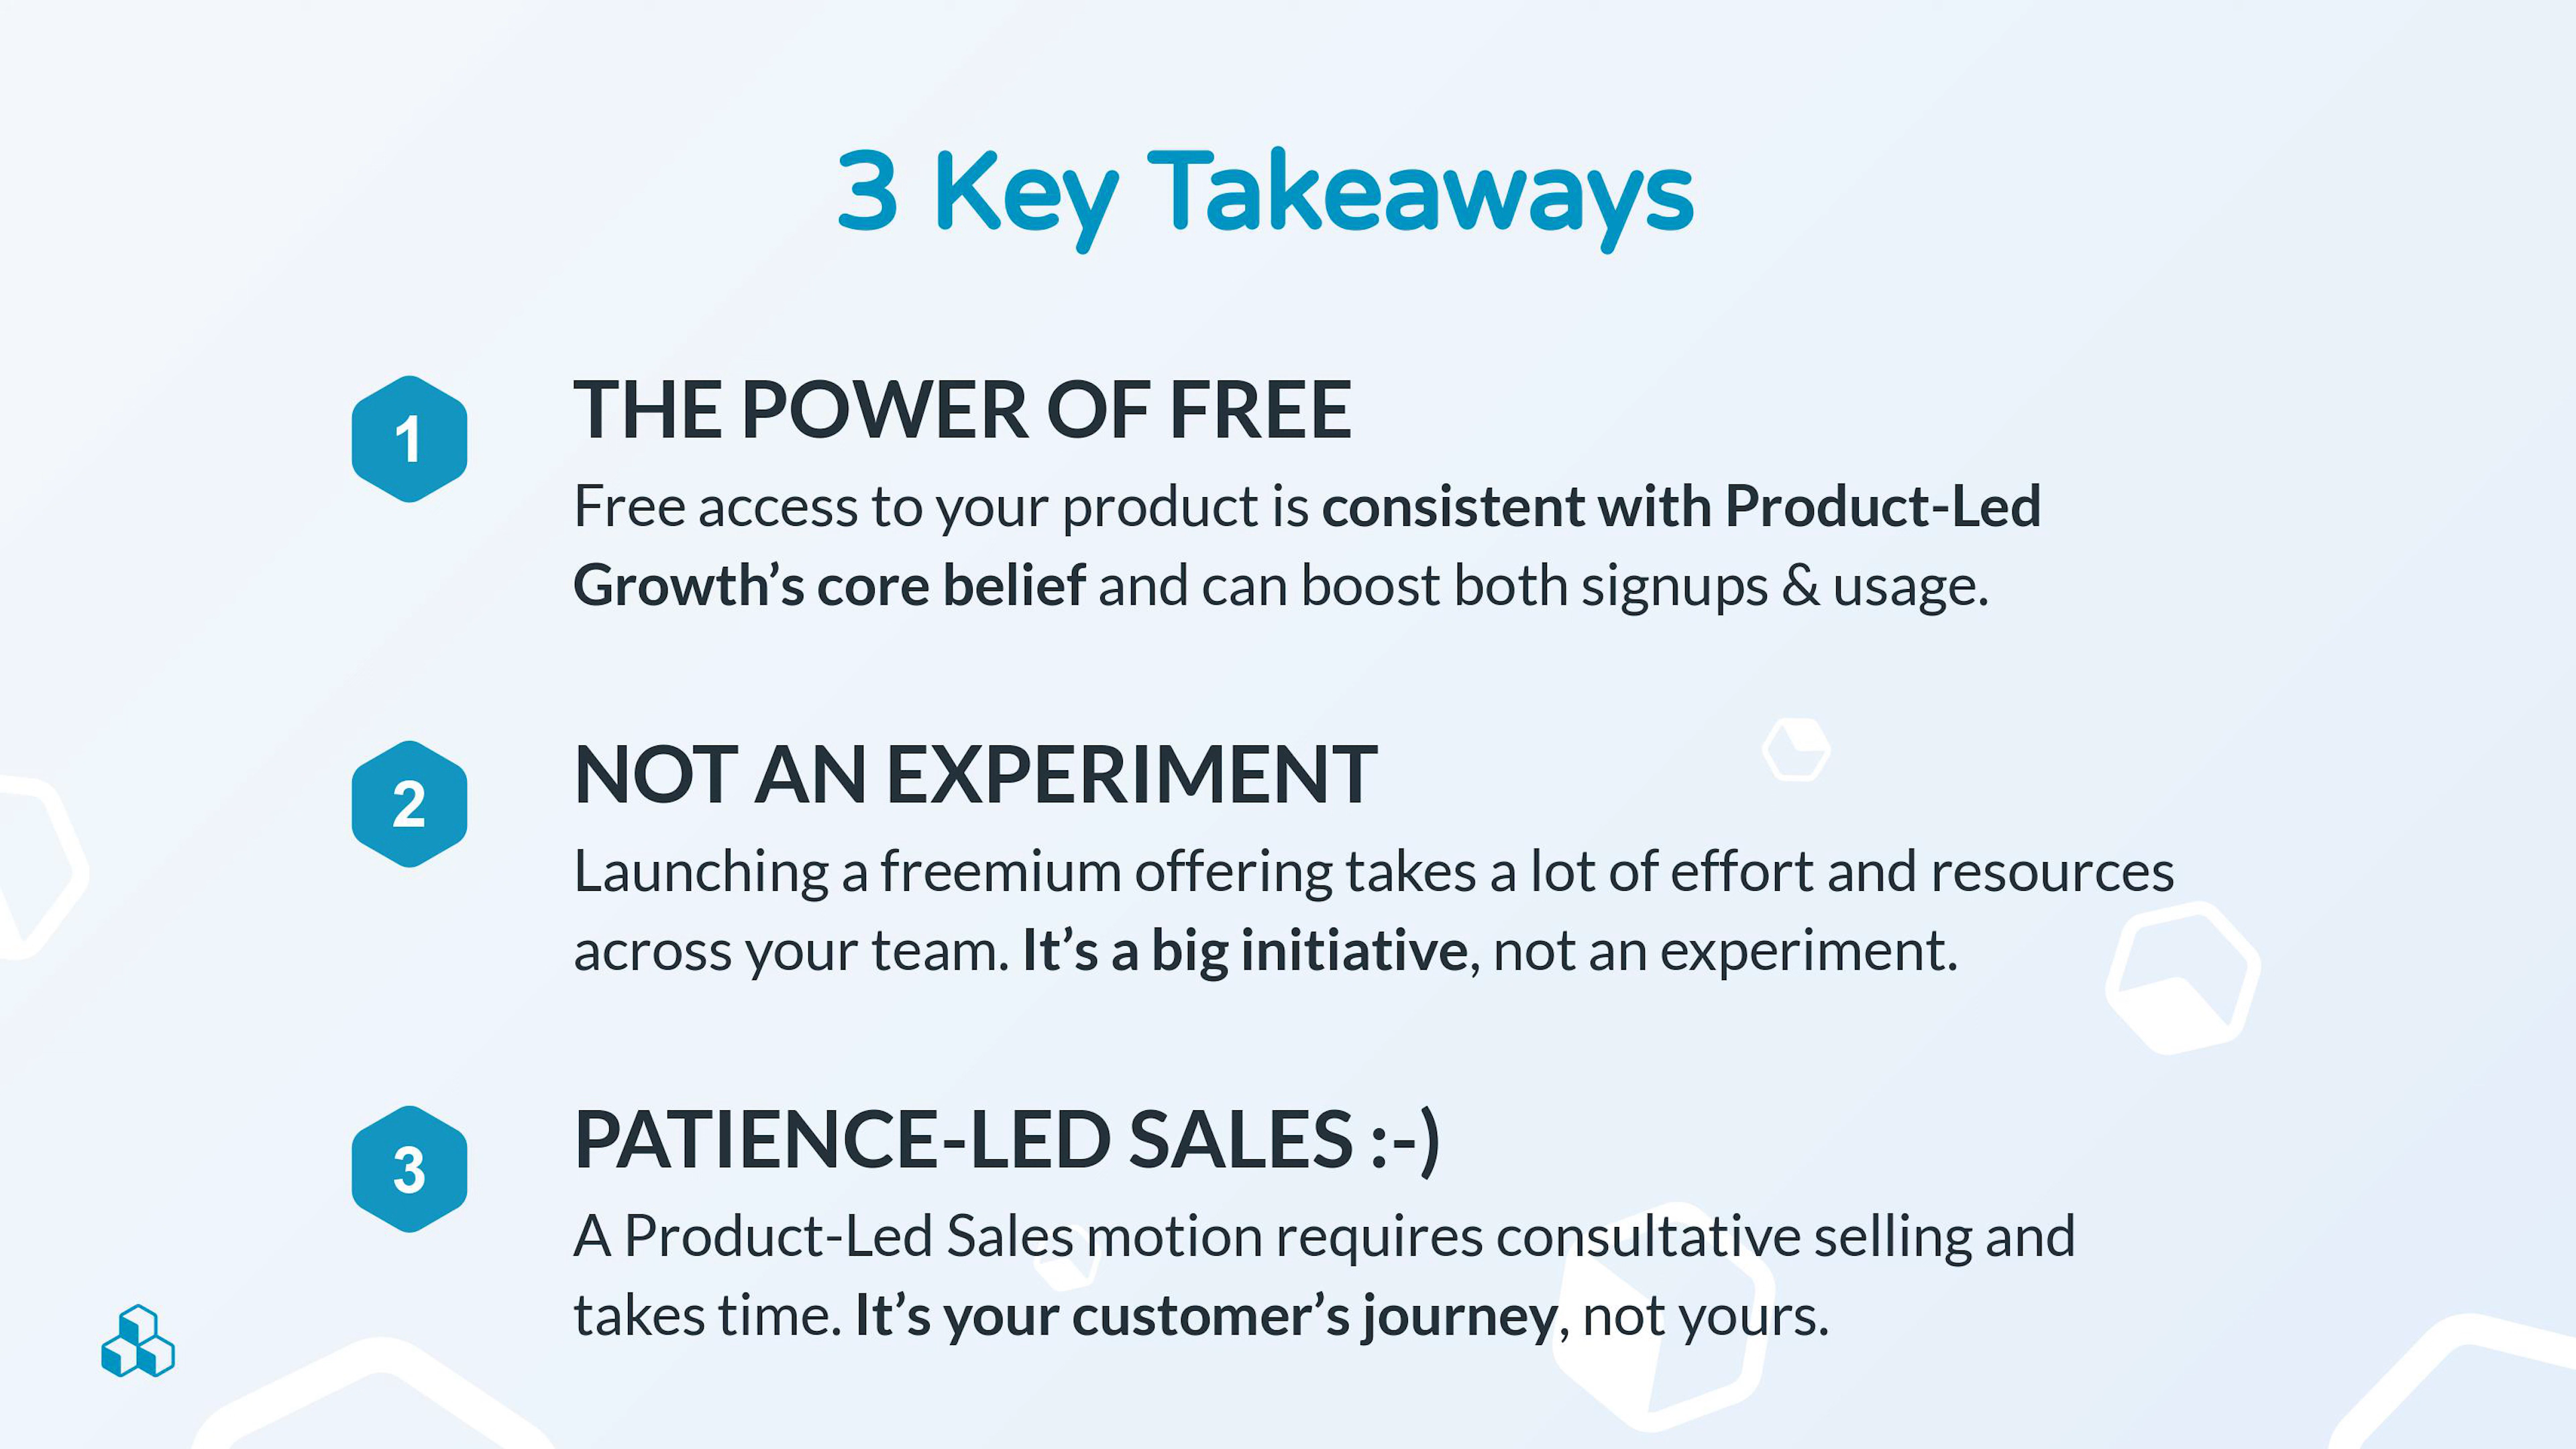 3 Key Takeaways
1
THE POWER OF FREE
Free access to your product is consistent with Product-Led
Growth’s core belief and can boost both signups & usage.
2
NOT AN EXPERIMENT
Launching a freemium offering takes a lot of effort and resources
across your team. It’s a big initiative, not an experiment.
3
PATIENCE-LED SALES :-)
A Product-Led Sales motion requires consultative selling and
takes time. It’s your customer’s journey, not yours.